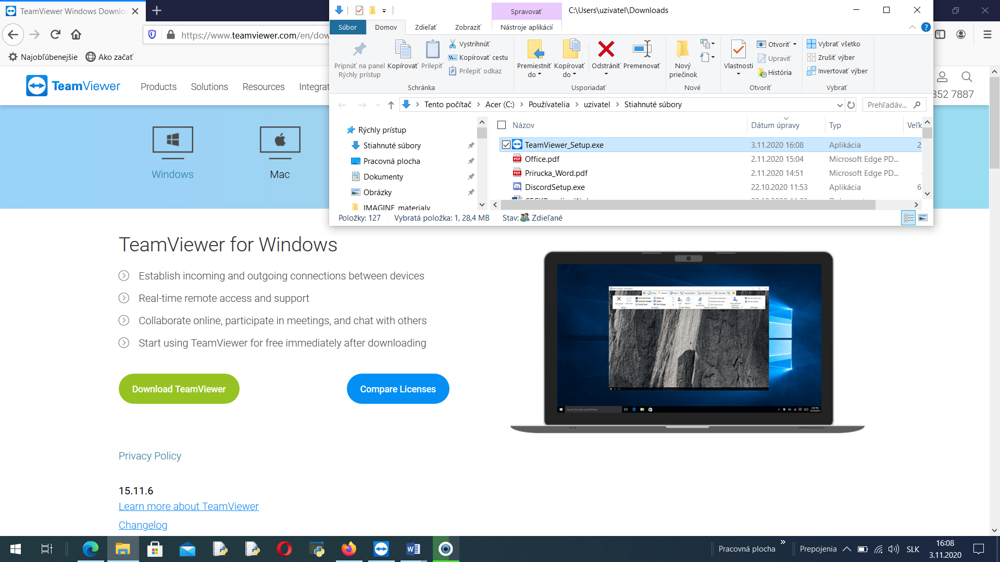 TeamViewer Windows Downlo
https://www.teamviewer.com/en/dow
Najobľúbenejšie
Ako začať
TeamViewer
Products
Solutions
Resources
Integrat
352 7887
Windows
Mac
Spravovať
C:\Users\uzivatel\Downloads
Súbor
Domov
Zdieľať
Zobraziť
Nástroje aplikácií
Pripnúť na panel
Rýchly prístup
Kopírovať
Prilepiť
Vystrihnúť
Kopírovať cestu
Prilepiť odkaz
Schránka
Premiestniť
do
Kopírovať
do
Odstrániť
Premenovať
Usporiadať
Nový
priečinok
Nové
Vlastnosti
Otvoriť
Upraviť
História
Otvoriť
Vybrať všetko
Zrušiť výber
Invertovať výber
Vybrať
Tento počítač
Acer (C:)
Používatelia
uzivatel
Stiahnuté súbory
Prehľadáv...
Rýchly prístup
Stiahnuté súbory
Pracovná plocha
Dokumenty
Obrázky
IMAGINE_materialy
Názov
Dátum úpravy
Typ
Veľk
TeamViewer_Setup.exe 3.11.2020 16:08 Aplikácia 2
Office.pdf 2.11.2020 15:04 Microsoft Edge PD...
Prirucka_Word.pdf 2.11.2020 14:51 Microsoft Edge PD...
DiscordSetup.exe 22.10.2020 11:53 Aplikácia 6
Položky: 127
Vybratá položka: 1, 28,4 MB
Stav:
Zdieľané
TeamViewer for Windows
Establish incoming and outgoing connections between devices
Real-time remote access and support
Collaborate online, participate in meetings, and chat with others
Start using TeamViewer for free immediately after downloading
Download TeamViewer
Compare Licenses
Privacy Policy
15.11.6
Learn more about TeamViewer
Changelog
Pracovná plocha
Prepojenia
SLK
16:08
3.11.2020